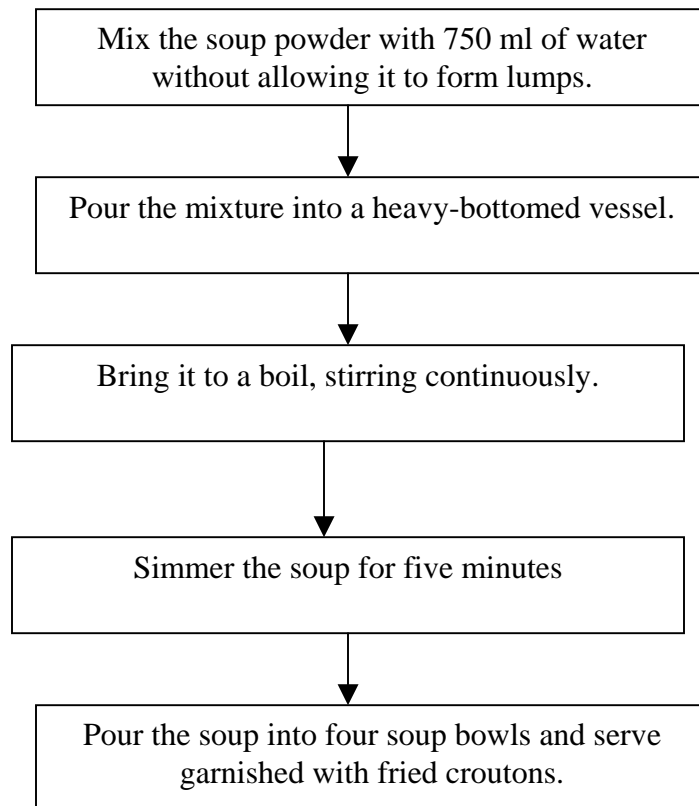 Mix the soup powder with 750 ml of water
without allowing it to form lumps.
Pour the mixture into a heavy-bottomed vessel.
Bring it to a boil, stirring continuously.
Simmer the soup for five minutes
Pour the soup into four soup bowls and serve
garnished with fried croutons.